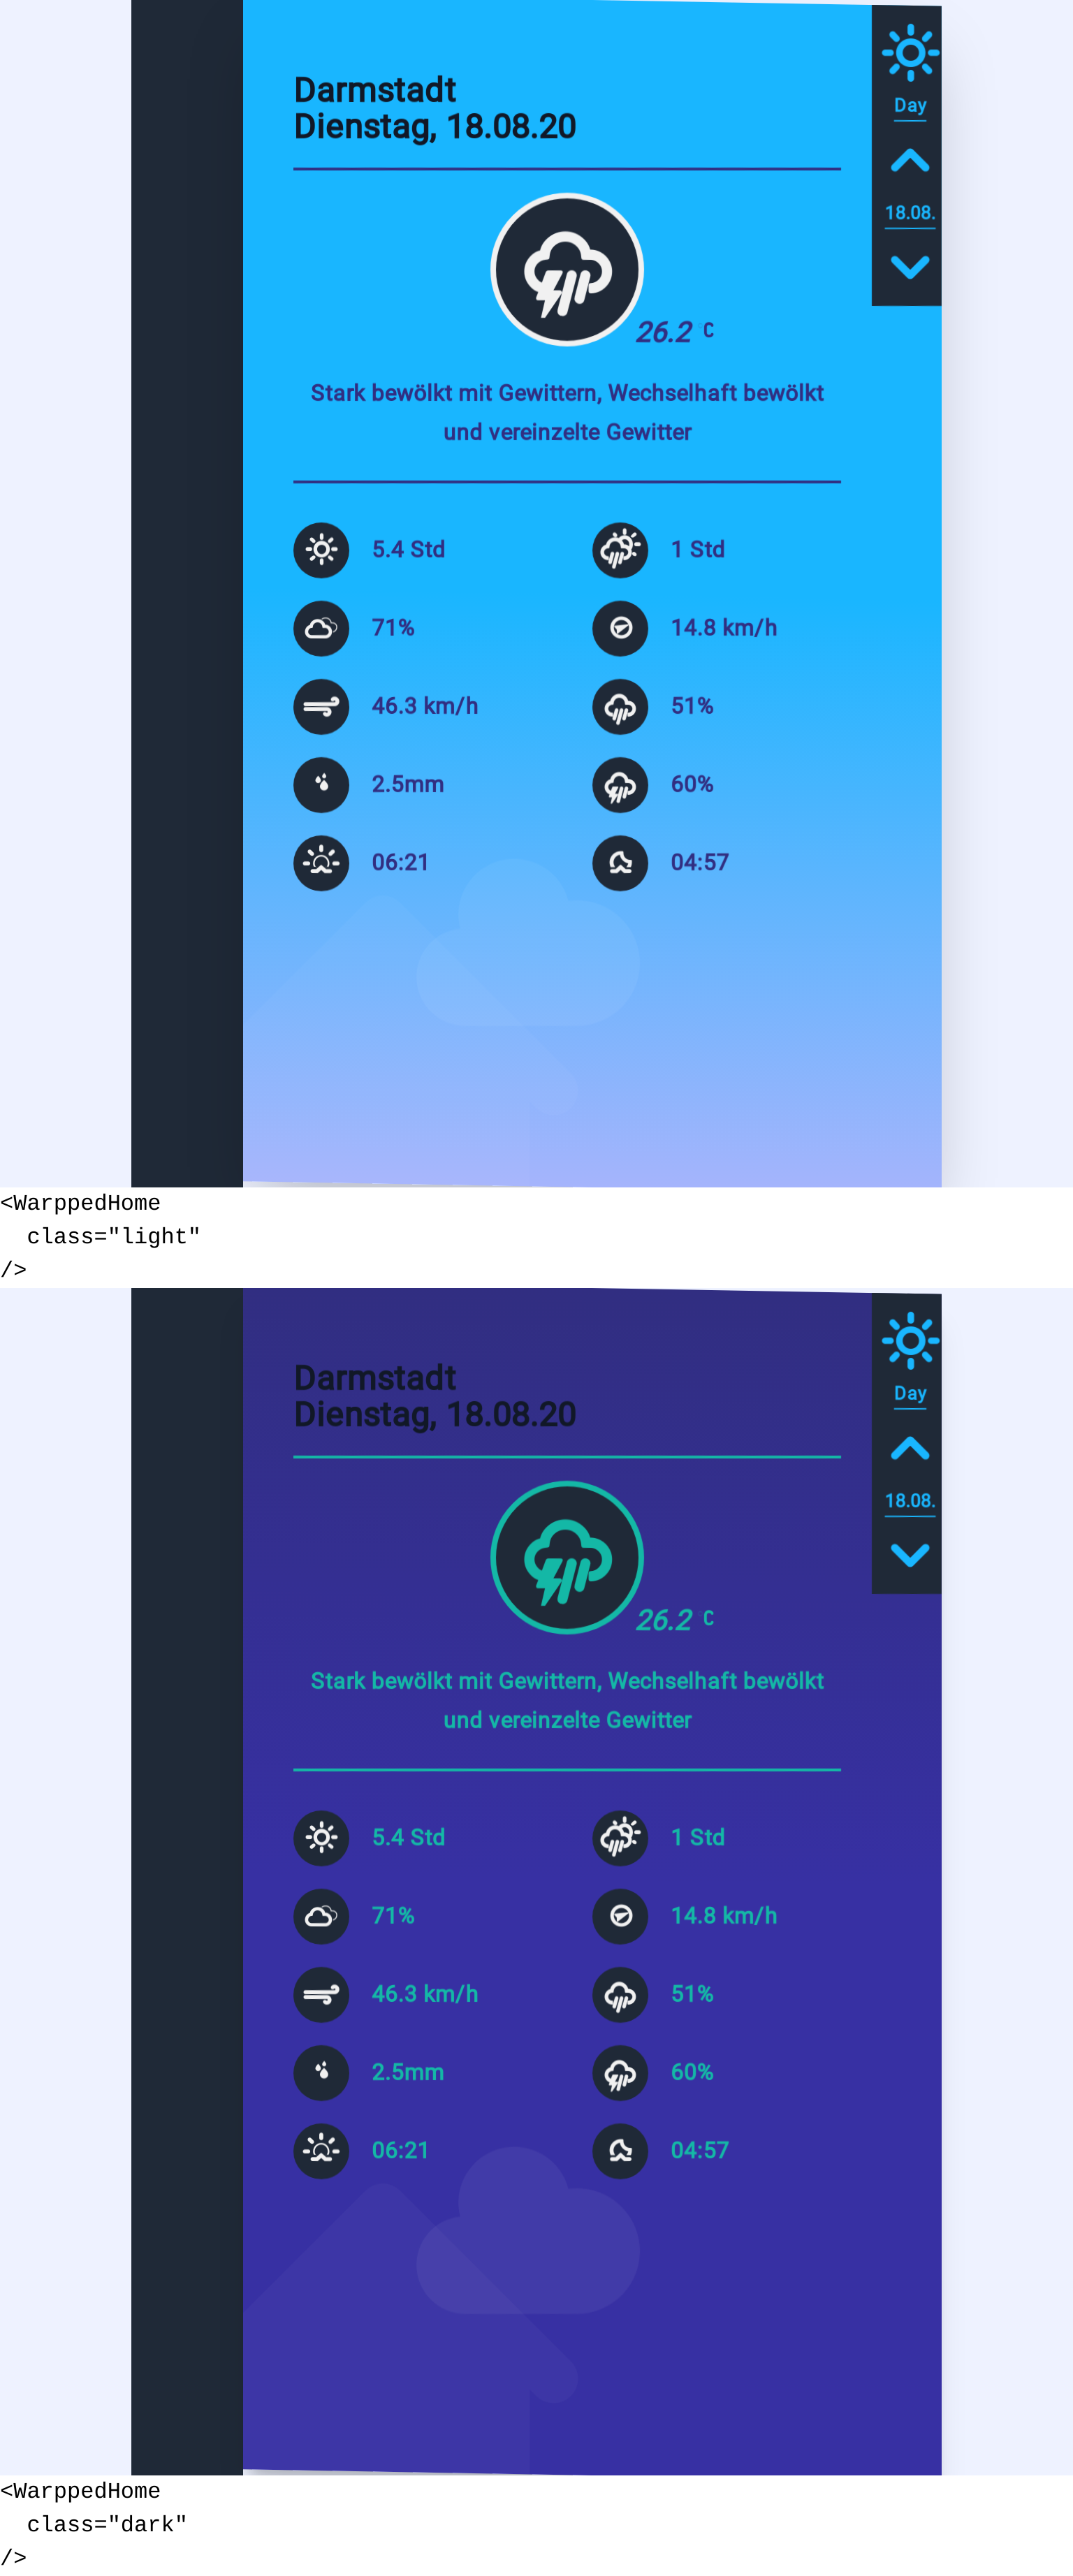 Darmstadt
Dienstag, 18.08.20
Day
18.08.
26.2 C
Stark bewölkt mit Gewittern, Wechselhaft bewölkt
und vereinzelte Gewitter
5.4 Std
1 Std
71%
14.8 km/h
46.3 km/h
51%
2.5mm
60%
06:21
04:57
<WarppedHome
class="light"
/>
Darmstadt
Dienstag, 18.08.20
Day
18.08.
26.2 C
Stark bewölkt mit Gewittern, Wechselhaft bewölkt
und vereinzelte Gewitter
5.4 Std
1 Std
71%
14.8 km/h
46.3 km/h
51%
2.5mm
60%
06:21
04:57
<WarppedHome
class="dark"
/>